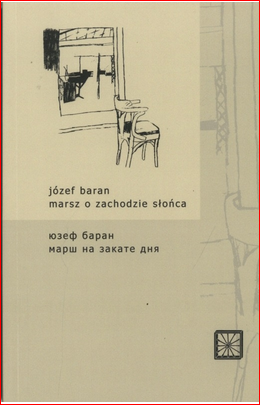 józef baran
marsz o zachodzie słońca
юзеф баран
марш на закате дня